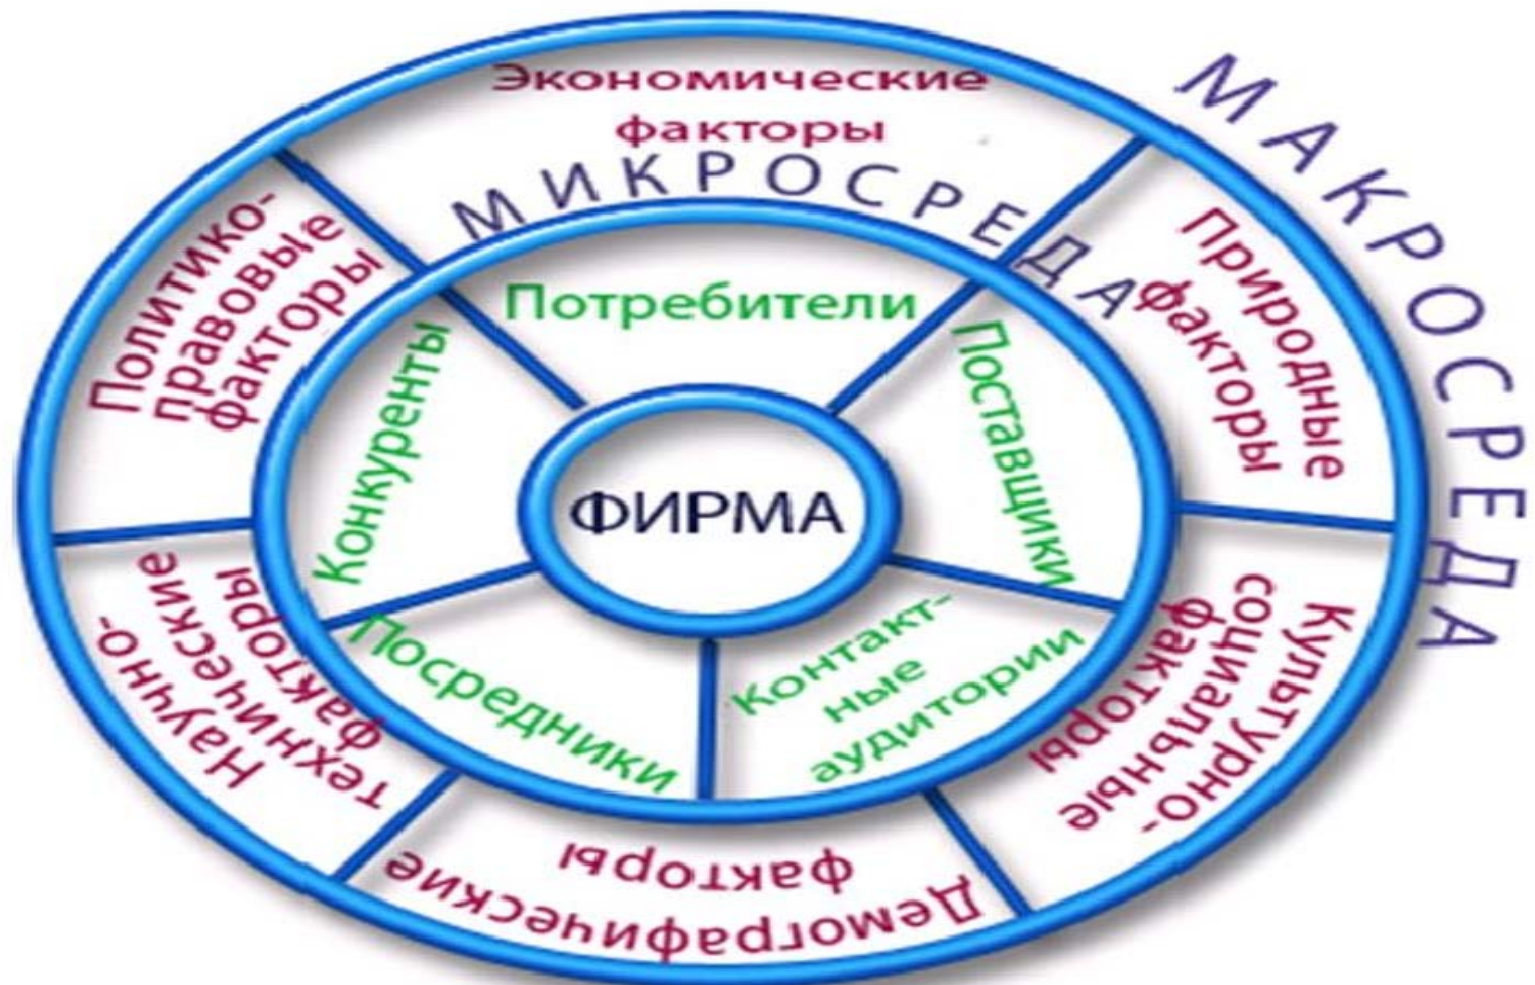 МАКРОСРЕДА
Экономические
факторы
МИКРОСРЕДА
Политико-
правовые
факторы
Природные
факторы
Потребители
Конкуренты
Поставщики
ФИРМА
Посредники
Контакт-
ные
аудитории
Научно-
технические
факторы
Культурно-
социальные
факторы
Демографические
факторы